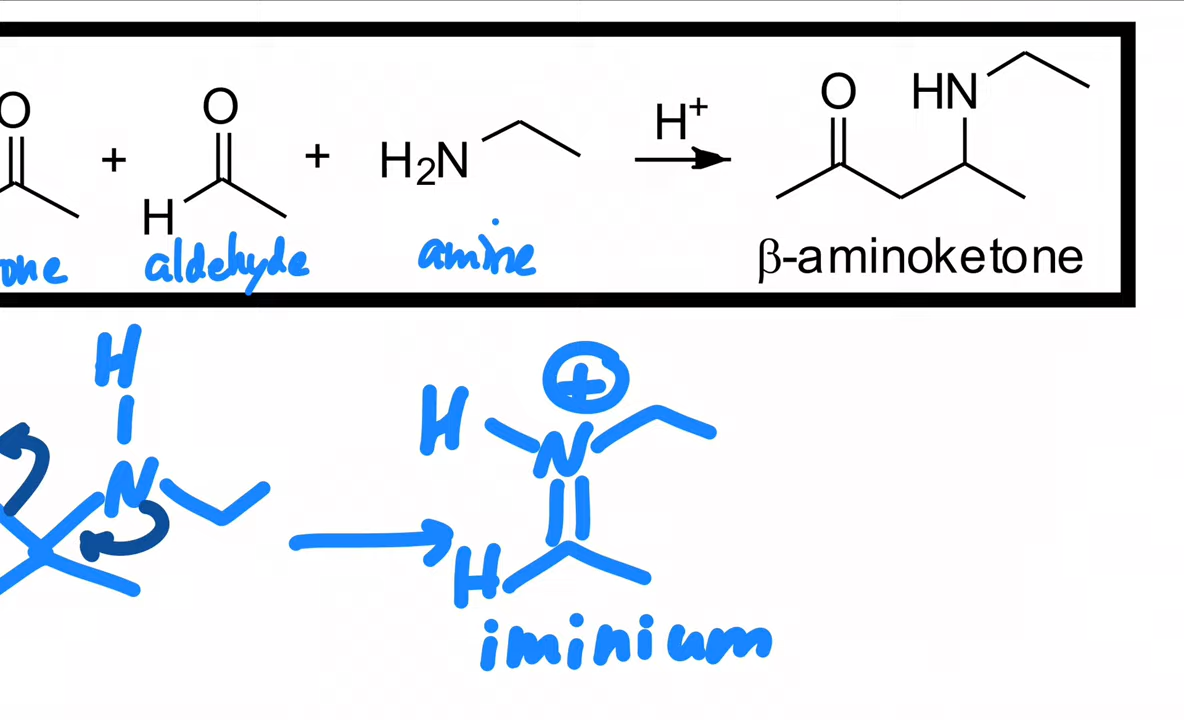 O O O HN
+ + H₂N H⁺
H
one aldehyde amine β-aminoketone
H
+
H N
N
H
iminium